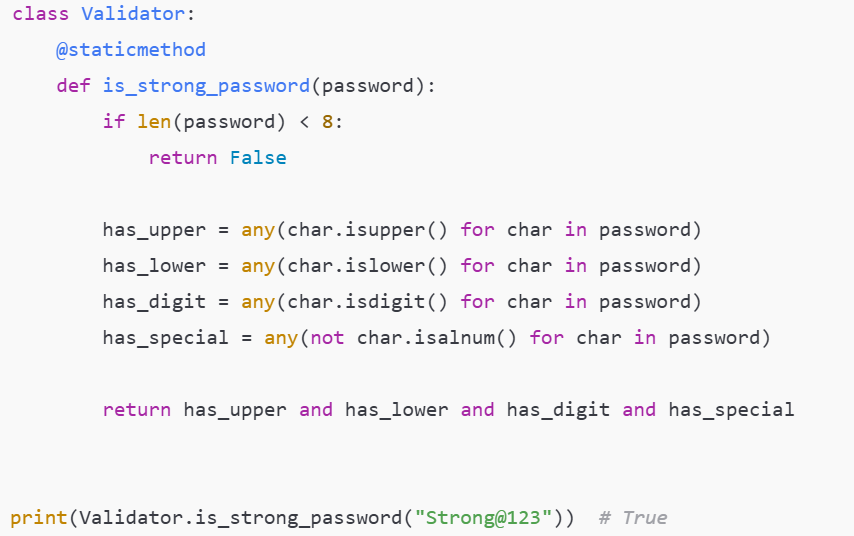 class Validator:
    @staticmethod
    def is_strong_password(password):
        if len(password) < 8:
            return False

        has_upper = any(char.isupper() for char in password)
        has_lower = any(char.islower() for char in password)
        has_digit = any(char.isdigit() for char in password)
        has_special = any(not char.isalnum() for char in password)

        return has_upper and has_lower and has_digit and has_special


print(Validator.is_strong_password("Strong@123"))  # True